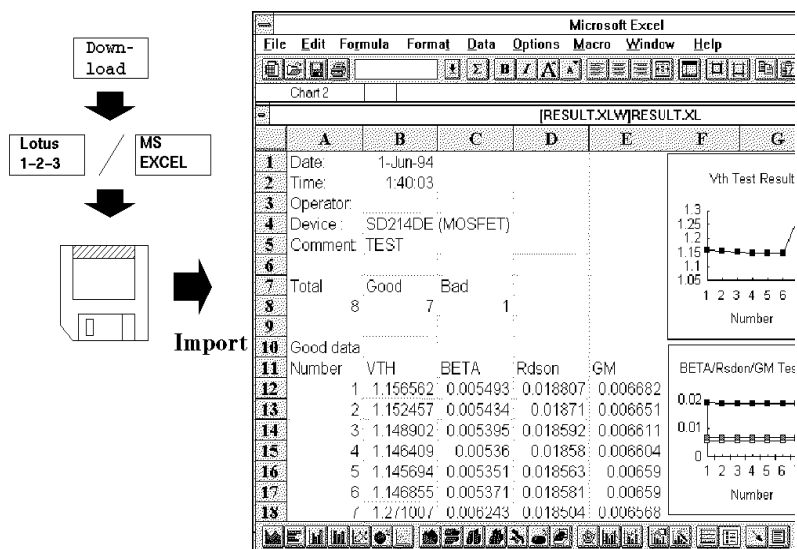 Down-
load
Lotus
1-2-3
MS
EXCEL
Import
Microsoft Excel
File Edit Formula Format Data Options Macro Window Help
Σ B I A A
Chart 2
[RESULT.XLW]RESULT.XL
A B C D E F G
1 Date: 1-Jun-94
2 Time: 1:40:03
3 Operator:
4 Device : SD214DE (MOSFET)
5 Comment: TEST
6
7 Total Good Bad
8 8 7 1
9
10 Good data
11 Number VTH BETA Rdson GM
12 1 1.156562 0.005493 0.018807 0.006682
13 2 1.152457 0.005434 0.01871 0.006651
14 3 1.148902 0.005395 0.018592 0.006611
15 4 1.146409 0.00536 0.01858 0.006604
16 5 1.145694 0.005351 0.018563 0.00659
17 6 1.146855 0.005371 0.018581 0.00659
18 7 1.271007 0.006243 0.018504 0.006568
Vth Test Result
1.3
1.25
1.2
1.15
1.1
1.05
1 2 3 4 5 6
Number
BETA/Rsdon/GM Tes
0.02
0.01
0
1 2 3 4 5 6 7
Number